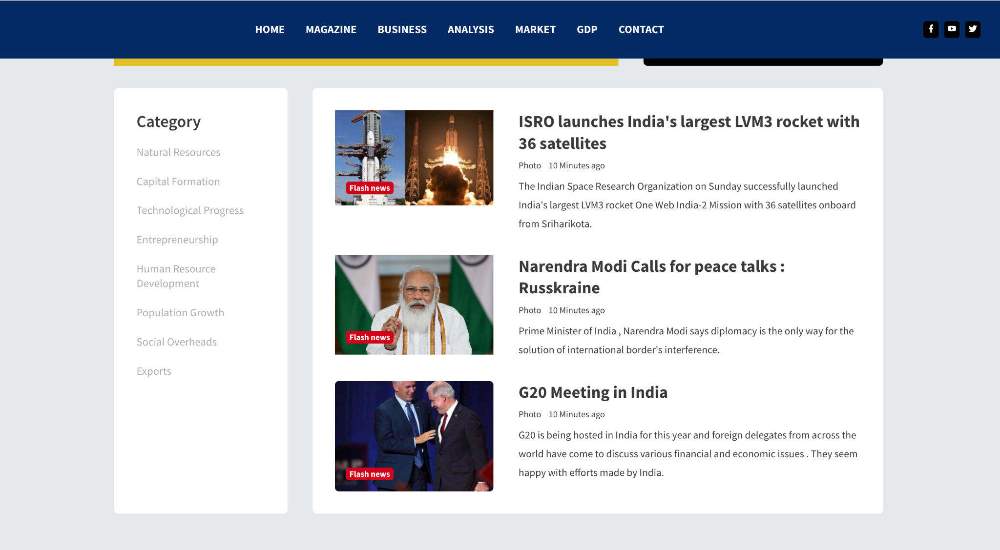 HOME MAGAZINE BUSINESS ANALYSIS MARKET GDP CONTACT
Category
Natural Resources
Capital Formation
Technological Progress
Entrepreneurship
Human Resource
Development
Population Growth
Social Overheads
Exports
Flash news
ISRO launches India's largest LVM3 rocket with
36 satellites
Photo 10 Minutes ago
The Indian Space Research Organization on Sunday successfully launched
India's largest LVM3 rocket One Web India-2 Mission with 36 satellites onboard
from Sriharikota.
Flash news
Narendra Modi Calls for peace talks :
Russkraine
Photo 10 Minutes ago
Prime Minister of India , Narendra Modi says diplomacy is the only way for the
solution of international border's interference.
Flash news
G20 Meeting in India
Photo 10 Minutes ago
G20 is being hosted in India for this year and foreign delegates from across the
world have come to discuss various financial and economic issues . They seem
happy with efforts made by India.